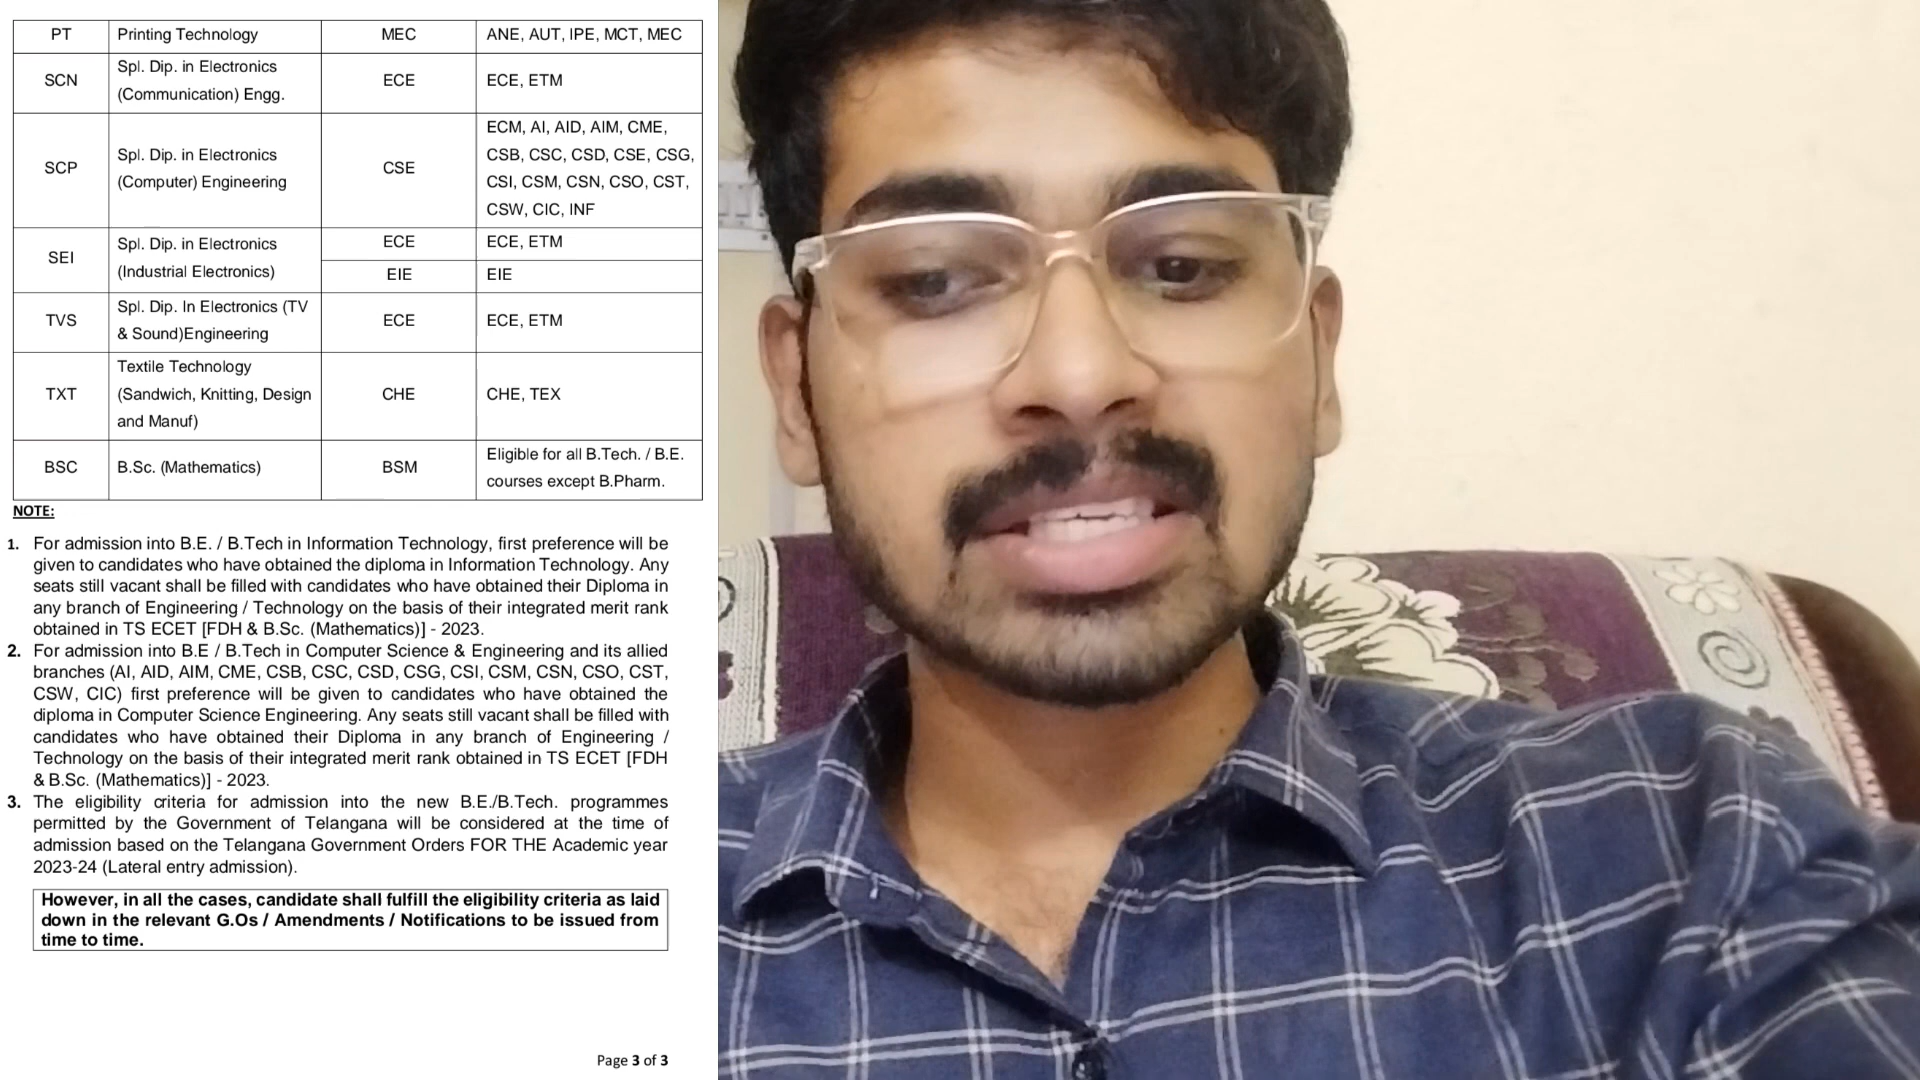 PT Printing Technology MEC ANE, AUT, IPE, MCT, MEC
SCN Spl. Dip. in Electronics (Communication) Engg. ECE ECE, ETM
SCP Spl. Dip. in Electronics (Computer) Engineering CSE ECM, AI, AID, AIM, CME,
CSB, CSC, CSD, CSE, CSG,
CSI, CSM, CSN, CSO, CST,
CSW, CIC, INF
SEI Spl. Dip. in Electronics (Industrial Electronics) ECE ECE, ETM
EIE EIE
TVS Spl. Dip. In Electronics (TV & Sound)Engineering ECE ECE, ETM
TXT Textile Technology (Sandwich, Knitting, Design and Manuf) CHE CHE, TEX
BSC B.Sc. (Mathematics) BSM Eligible for all B.Tech. / B.E. courses except B.Pharm.
NOTE:
1. For admission into B.E. / B.Tech in Information Technology, first preference will be
given to candidates who have obtained the diploma in Information Technology. Any
seats still vacant shall be filled with candidates who have obtained their Diploma in
any branch of Engineering / Technology on the basis of their integrated merit rank
obtained in TS ECET [FDH & B.Sc. (Mathematics)] - 2023.
2. For admission into B.E / B.Tech in Computer Science & Engineering and its allied
branches (AI, AID, AIM, CME, CSB, CSC, CSD, CSG, CSI, CSM, CSN, CSO, CST,
CSW, CIC) first preference will be given to candidates who have obtained the
diploma in Computer Science Engineering. Any seats still vacant shall be filled with
candidates who have obtained their Diploma in any branch of Engineering /
Technology on the basis of their integrated merit rank obtained in TS ECET [FDH
& B.Sc. (Mathematics)] - 2023.
3. The eligibility criteria for admission into the new B.E./B.Tech. programmes
permitted by the Government of Telangana will be considered at the time of
admission based on the Telangana Government Orders FOR THE Academic year
2023-24 (Lateral entry admission).
However, in all the cases, candidate shall fulfill the eligibility criteria as laid
down in the relevant G.Os / Amendments / Notifications to be issued from
time to time.
Page 3 of 3